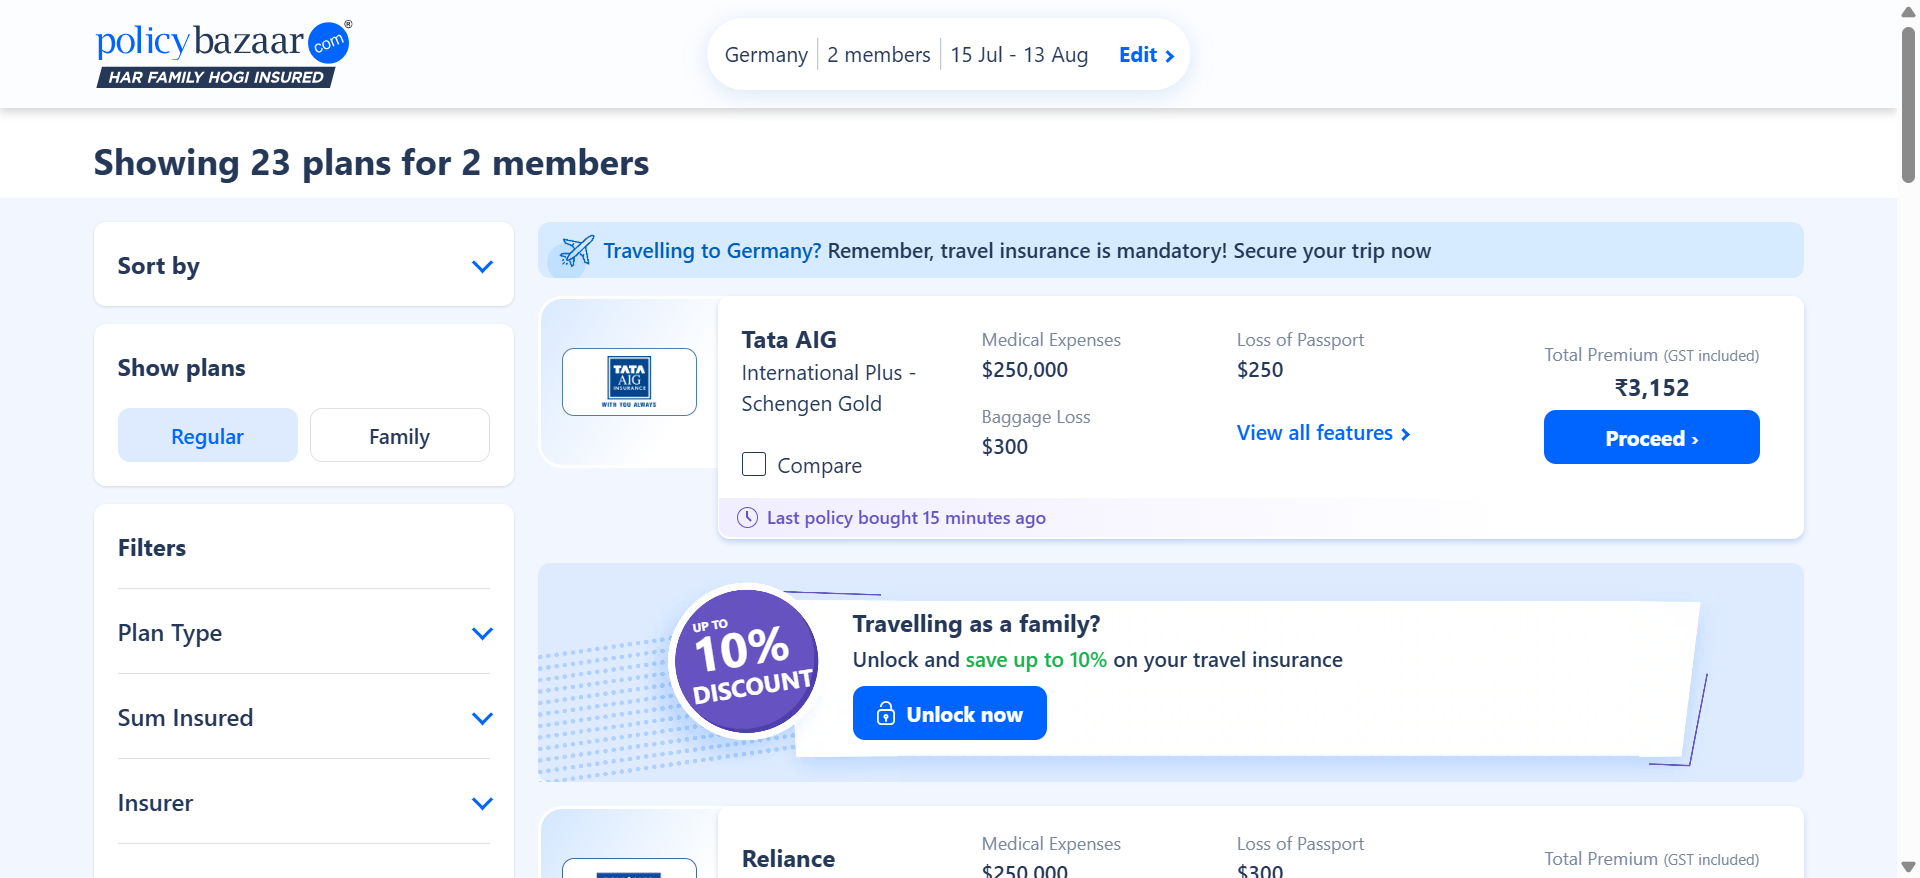 policybazaar.com®
HAR FAMILY HOGI INSURED
Germany 2 members 15 Jul - 13 Aug Edit
Showing 23 plans for 2 members
Sort by
Show plans
Regular Family
Filters
Plan Type
Sum Insured
Insurer
Travelling to Germany? Remember, travel insurance is mandatory! Secure your trip now
TATA
AIG
INSURANCE
WITH YOU ALWAYS
Tata AIG
International Plus -
Schengen Gold
Compare
Medical Expenses
$250,000
Baggage Loss
$300
Loss of Passport
$250
View all features
Total Premium (GST included)
₹3,152
Proceed ›
Last policy bought 15 minutes ago
UP TO
10%
DISCOUNT
Travelling as a family?
Unlock and save up to 10% on your travel insurance
Unlock now
Reliance
Medical Expenses
$250,000
Loss of Passport
$300
Total Premium (GST included)